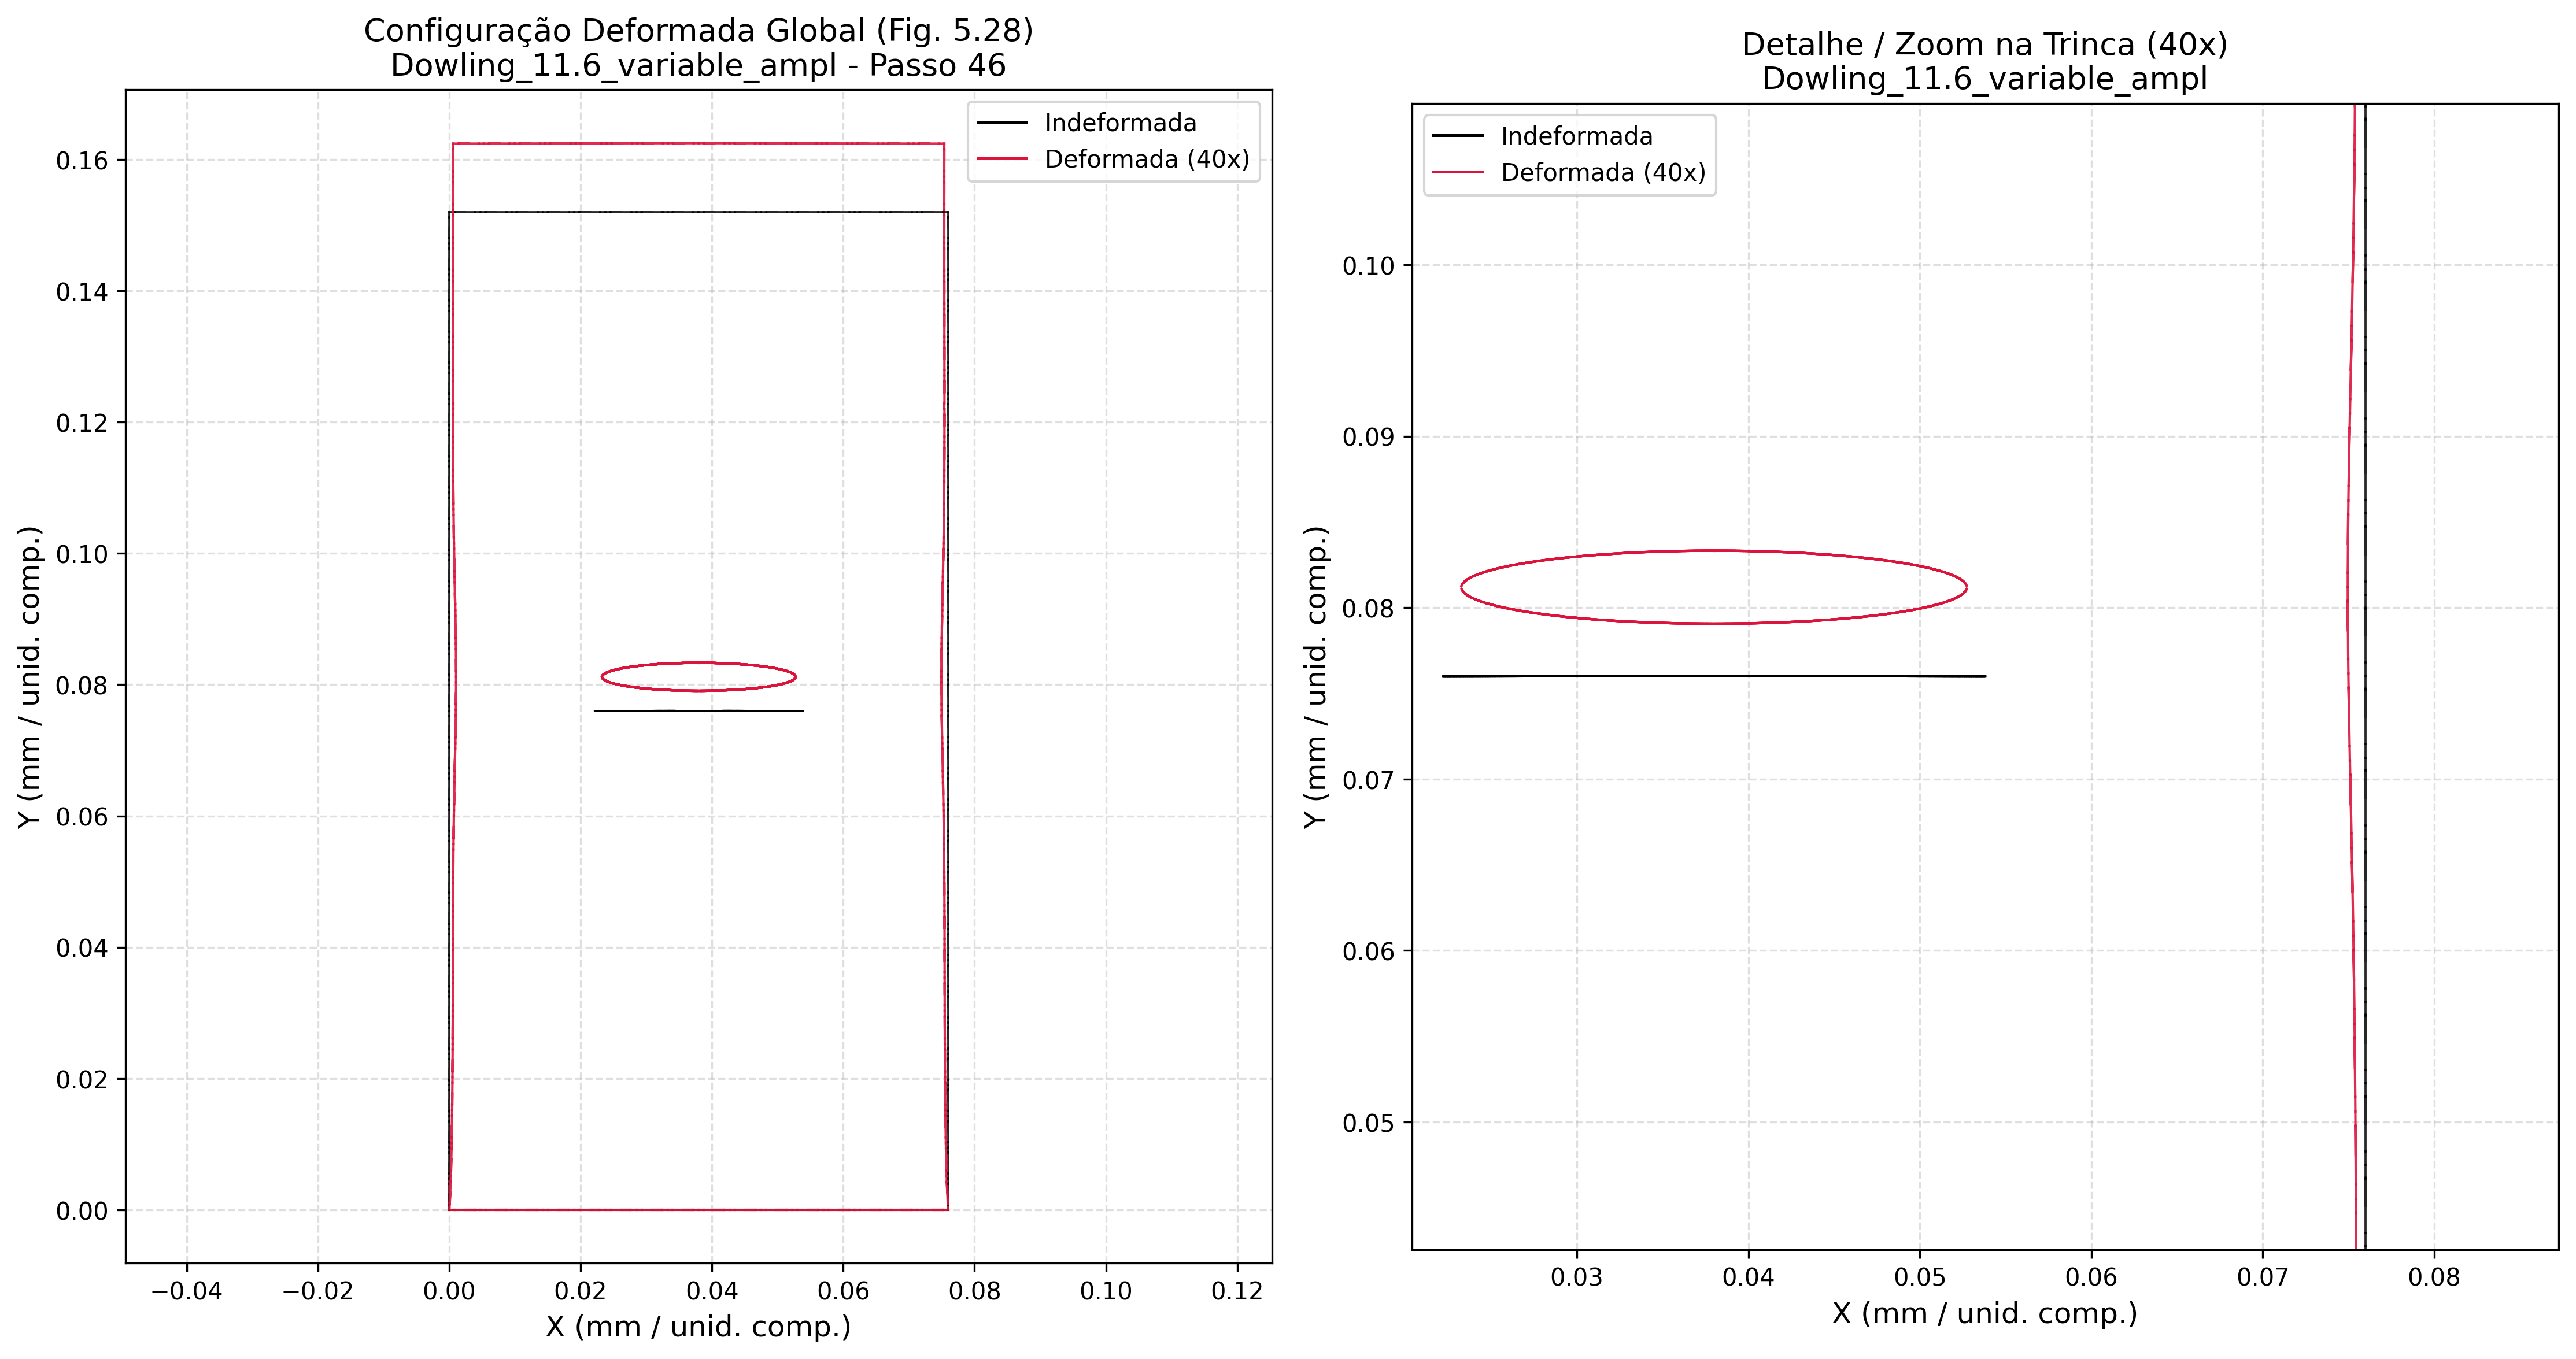 Configuração Deformada Global (Fig. 5.28)
Dowling_11.6_variable_ampl - Passo 46
Indeformada
Deformada (40x)
Y (mm / unid. comp.)
0.16
0.14
0.12
0.10
0.08
0.06
0.04
0.02
0.00
−0.04
−0.02
0.00
0.02
0.04
0.06
0.08
0.10
0.12
X (mm / unid. comp.)
Detalhe / Zoom na Trinca (40x)
Dowling_11.6_variable_ampl
Indeformada
Deformada (40x)
Y (mm / unid. comp.)
0.10
0.09
0.08
0.07
0.06
0.05
0.03
0.04
0.05
0.06
0.07
0.08
X (mm / unid. comp.)